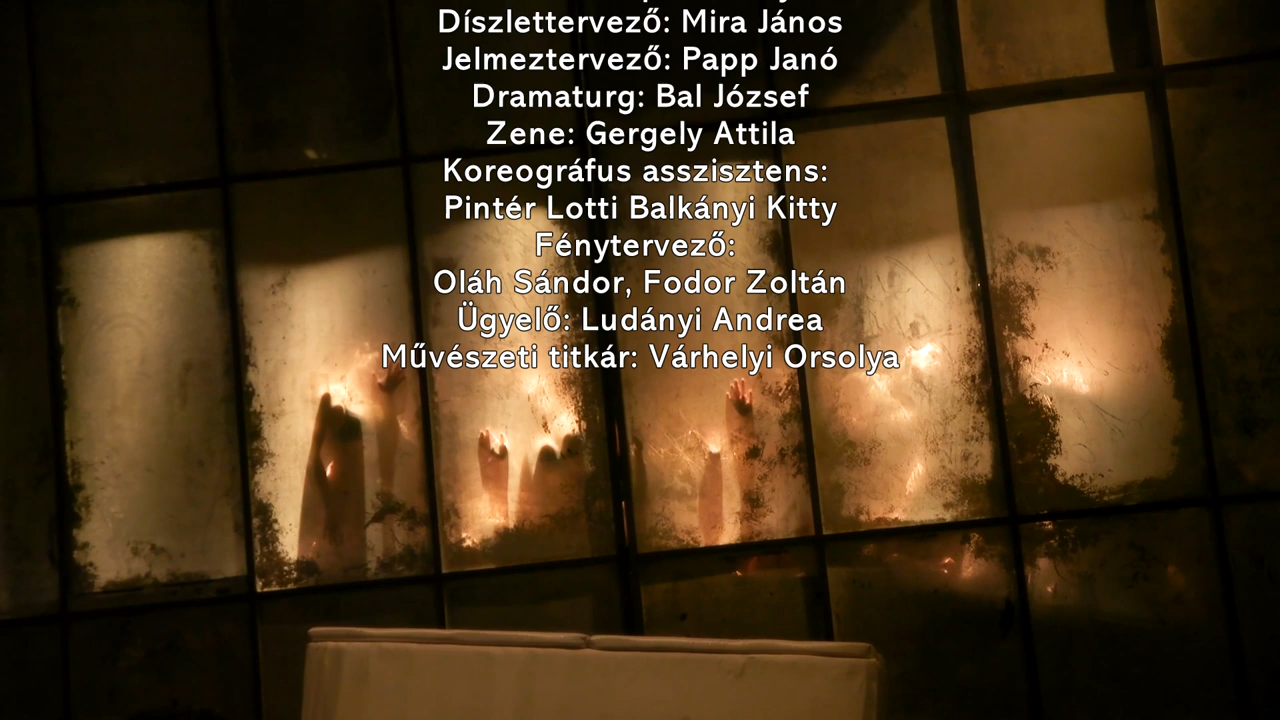 Díszlettervező: Mira János
Jelmeztervező: Papp Janó
Dramaturg: Bal József
Zene: Gergely Attila
Koreográfus asszisztens:
Pintér Lotti Balkányi Kitty
Fénytervező:
Oláh Sándor, Fodor Zoltán
Ügyelő: Ludányi Andrea
Művészeti titkár: Várhelyi Orsolya